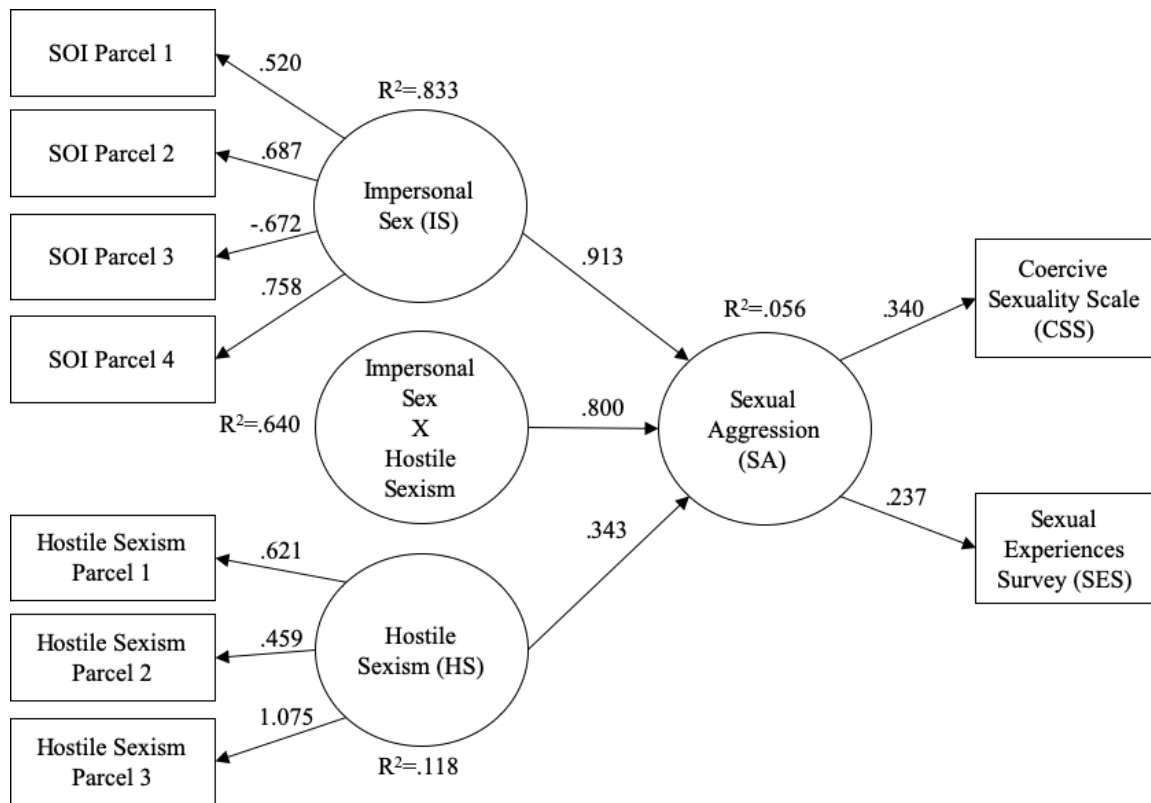 SOI Parcel 1
.520
R²=.833
SOI Parcel 2
.687
Impersonal
Sex (IS)
SOI Parcel 3
-.672
.913
.758
SOI Parcel 4
Coercive
Sexuality Scale
(CSS)
R²=.056
.340
Impersonal
Sex
X
Hostile
Sexism
R²=.640
.800
Sexual
Aggression
(SA)
.237
Sexual
Experiences
Survey (SES)
Hostile Sexism
Parcel 1
.621
.343
Hostile Sexism
Parcel 2
.459
Hostile
Sexism (HS)
1.075
Hostile Sexism
Parcel 3
R²=.118